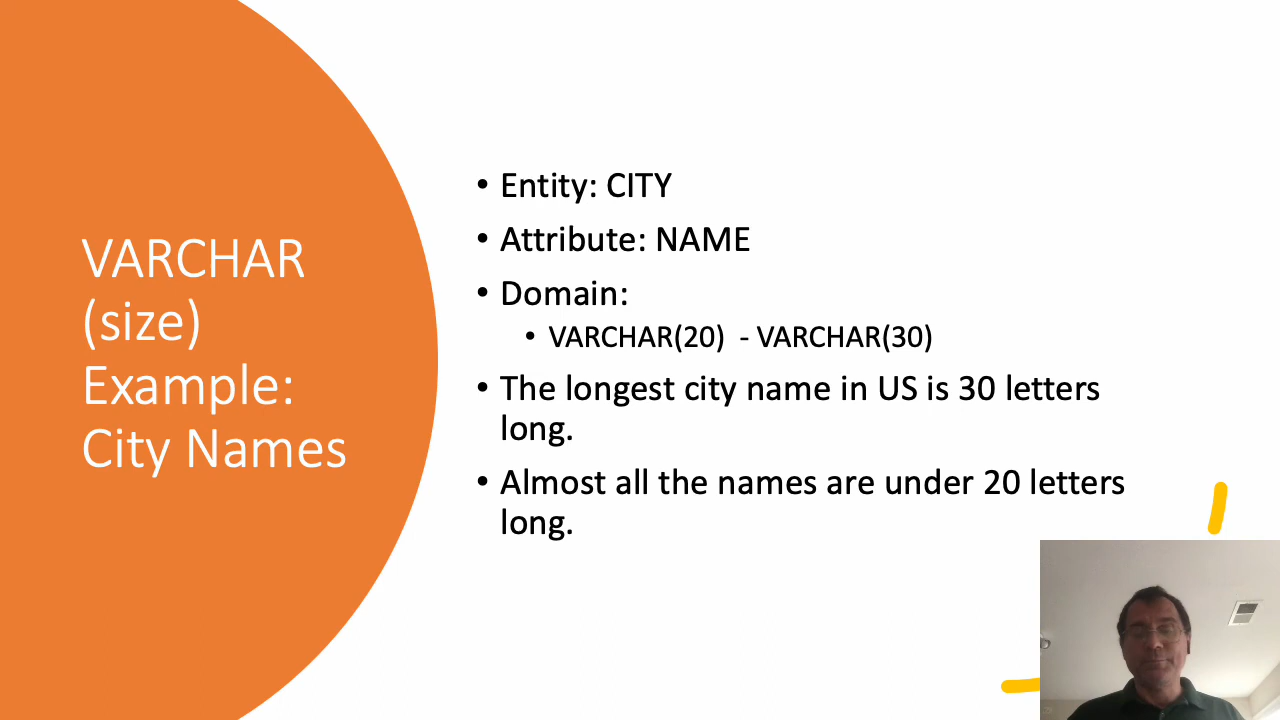 VARCHAR
(size)
Example:
City Names
• Entity: CITY
• Attribute: NAME
• Domain:
• VARCHAR(20)  - VARCHAR(30)
• The longest city name in US is 30 letters
long.
• Almost all the names are under 20 letters
long.